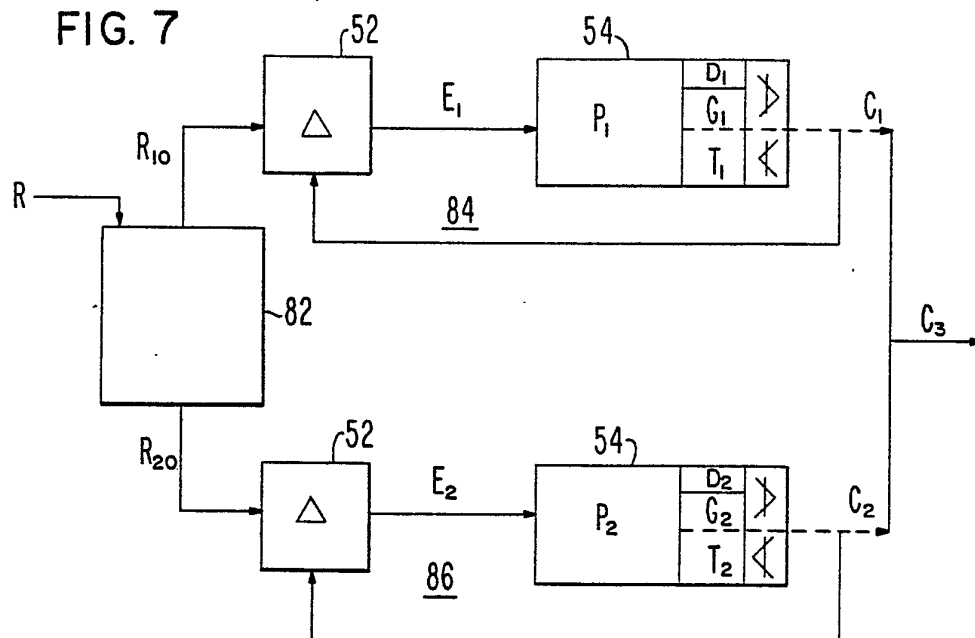 FIG. 7
52
54
Δ
E₁
P₁
D₁
G₁
T₁
C₁
R₁₀
R
84
82
C₃
R₂₀
52
54
Δ
E₂
P₂
D₂
G₂
T₂
C₂
86